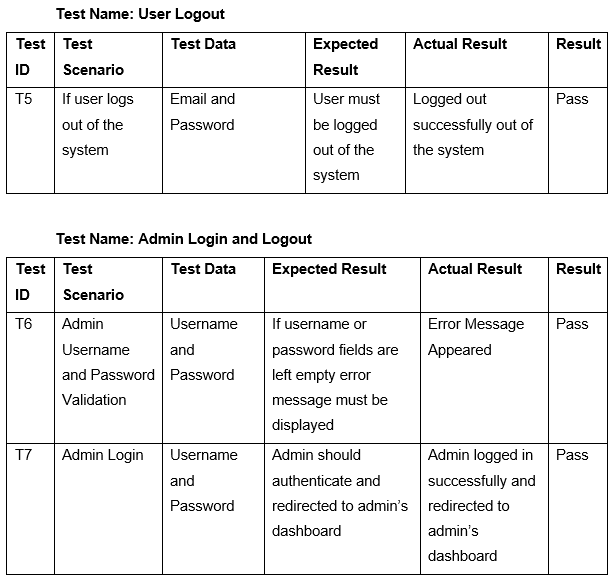 Test Name: User Logout
Test ID Test Scenario Test Data Expected Result Actual Result Result
T5 If user logs out of the system Email and Password User must be logged out of the system Logged out successfully out of the system Pass
Test Name: Admin Login and Logout
Test ID Test Scenario Test Data Expected Result Actual Result Result
T6 Admin Username and Password Validation Username and Password If username or password fields are left empty error message must be displayed Error Message Appeared Pass
T7 Admin Login Username and Password Admin should authenticate and redirected to admin’s dashboard Admin logged in successfully and redirected to admin’s dashboard Pass